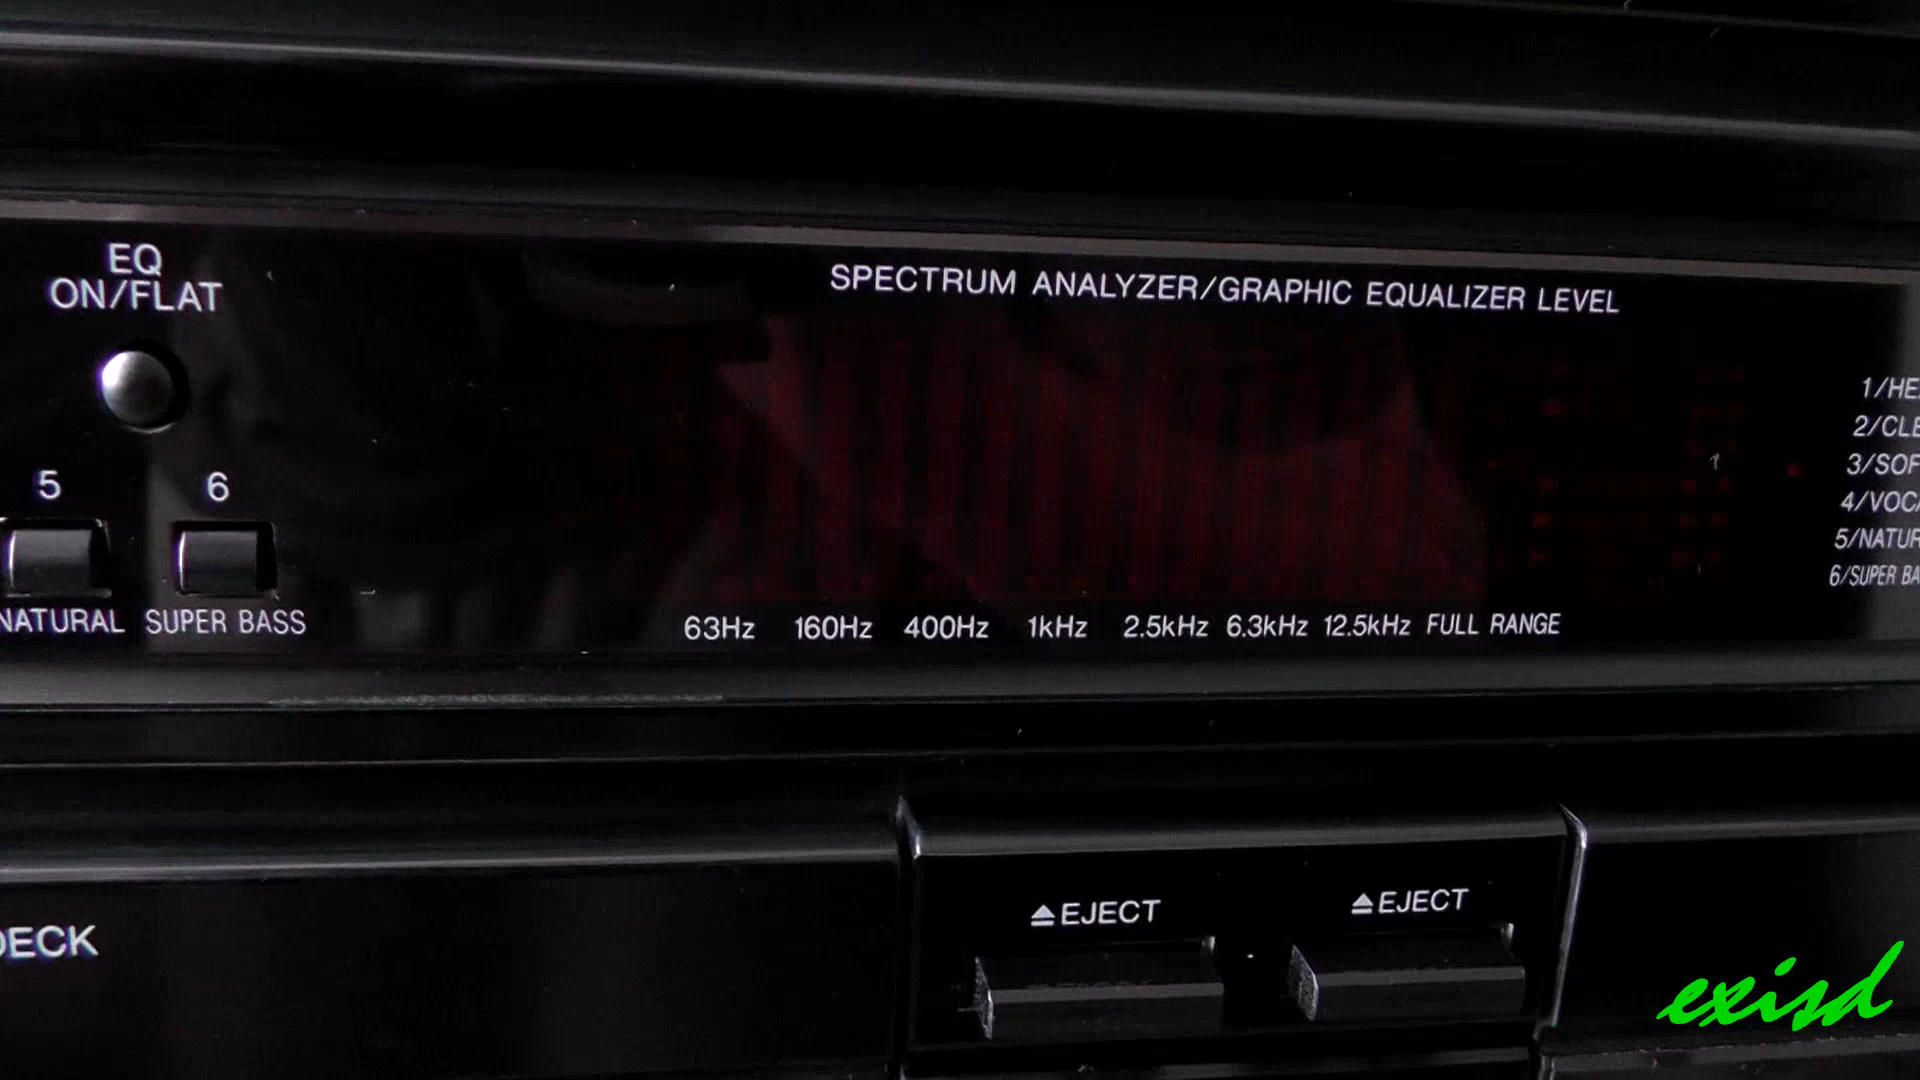 EQ
ON/FLAT
SPECTRUM ANALYZER/GRAPHIC EQUALIZER LEVEL
5
6
NATURAL
SUPER BASS
1/HE
2/CLE
3/SOF
4/VOCA
5/NATUR
6/SUPER BA
63Hz 160Hz 400Hz 1kHz 2.5kHz 6.3kHz 12.5kHz FULL RANGE
EJECT
EJECT
DECK
exisd